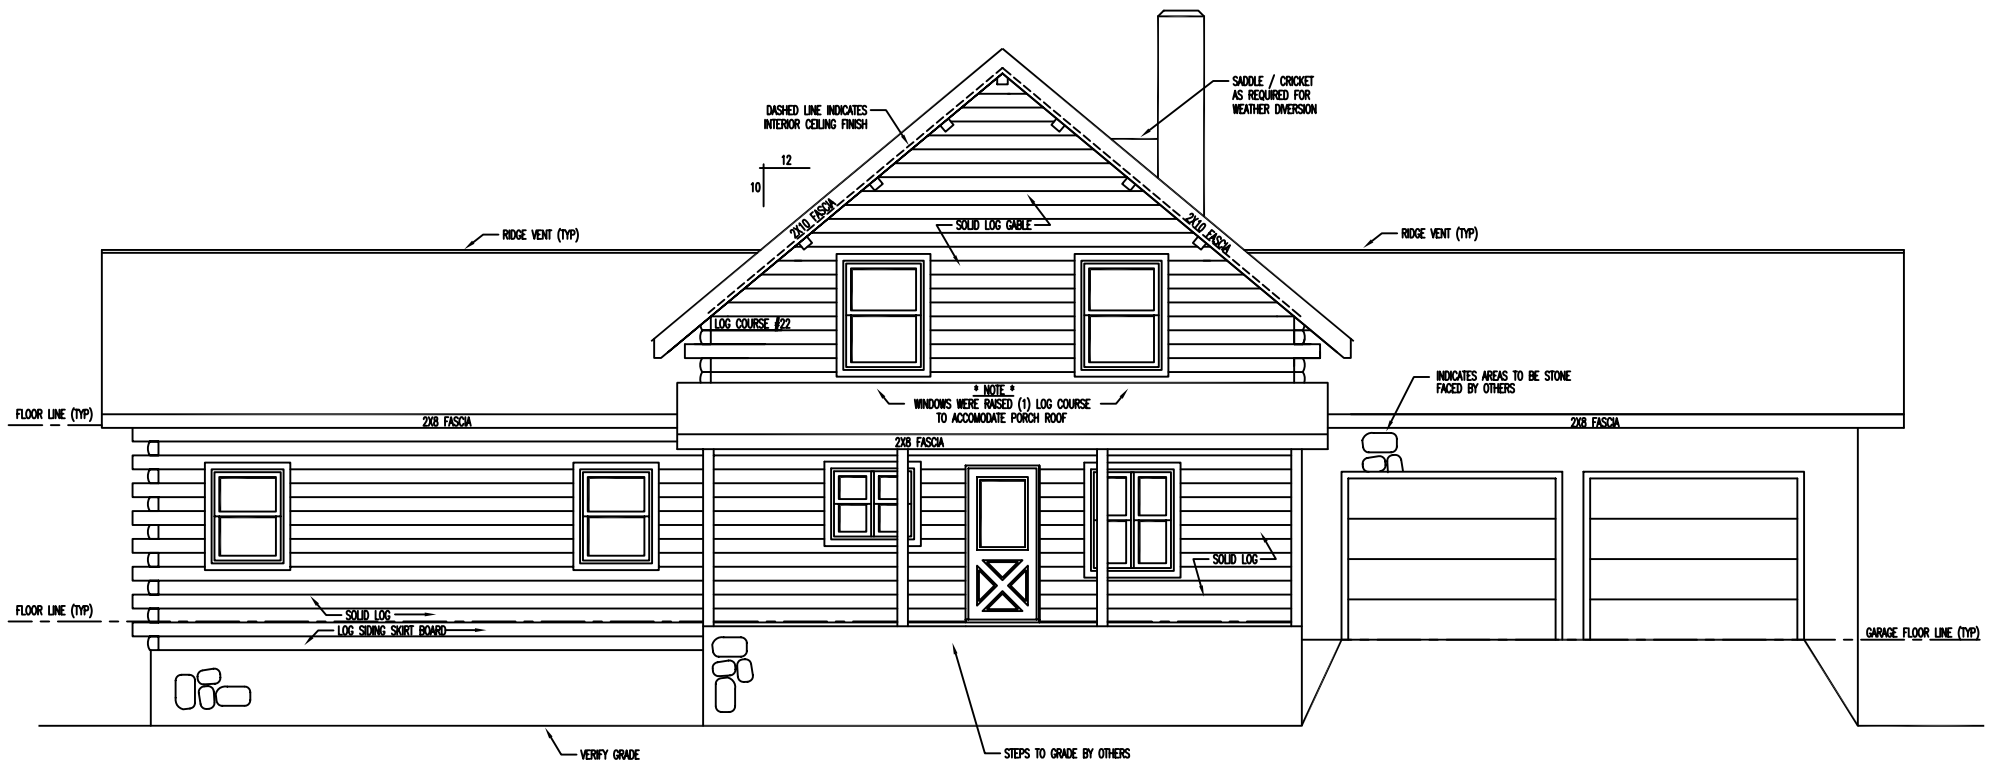 SADDLE / CRICKET
AS REQUIRED FOR
WEATHER DIVERSION
DASHED LINE INDICATES
INTERIOR CEILING FINISH
12
10
2X10 FASCIA
2X10 FASCIA
SOLID LOG GABLE
RIDGE VENT (TYP)
RIDGE VENT (TYP)
LOG COURSE #22
* NOTE *
WINDOWS WERE RAISED (1) LOG COURSE
TO ACCOMODATE PORCH ROOF
INDICATES AREAS TO BE STONE
FACED BY OTHERS
FLOOR LINE (TYP)
2X8 FASCIA
2X8 FASCIA
2X8 FASCIA
SOLID LOG
FLOOR LINE (TYP)
SOLID LOG
LOG SIDING SKIRT BOARD
GARAGE FLOOR LINE (TYP)
VERIFY GRADE
STEPS TO GRADE BY OTHERS